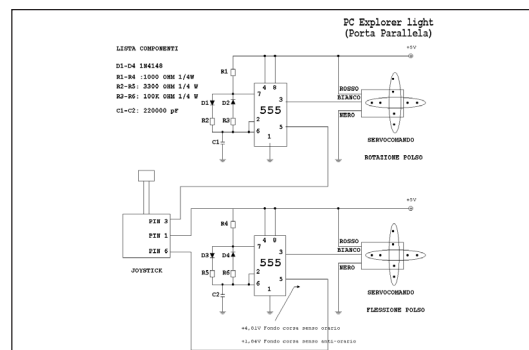 PC Explorer light
(Porta Parallela)
LISTA COMPONENTI
D1-D4 1N4148
R1-R4 :1000 OHM 1/4W
R2-R5: 3300 OHM 1/4 W
R3-R6: 100K OHM 1/4 W
C1-C2: 220000 pF
+5V
R1
4 8
7
D1
D2
555
3
ROSSO
BIANCO
R2
R3
2
6
5
NERO
1
C1
SERVOCOMANDO
ROTAZIONE POLSO
+5V
PIN 3
PIN 1
PIN 6
JOYNTICK
R4
4 8
7
D3
D4
555
3
ROSSO
BIANCO
R5
R6
2
6
5
NERO
1
C2
SERVOCOMANDO
FLESSIONE POLSO
+4,81V Fondo corsa senso orario
+1,84V Fondo corsa senso anti-orario